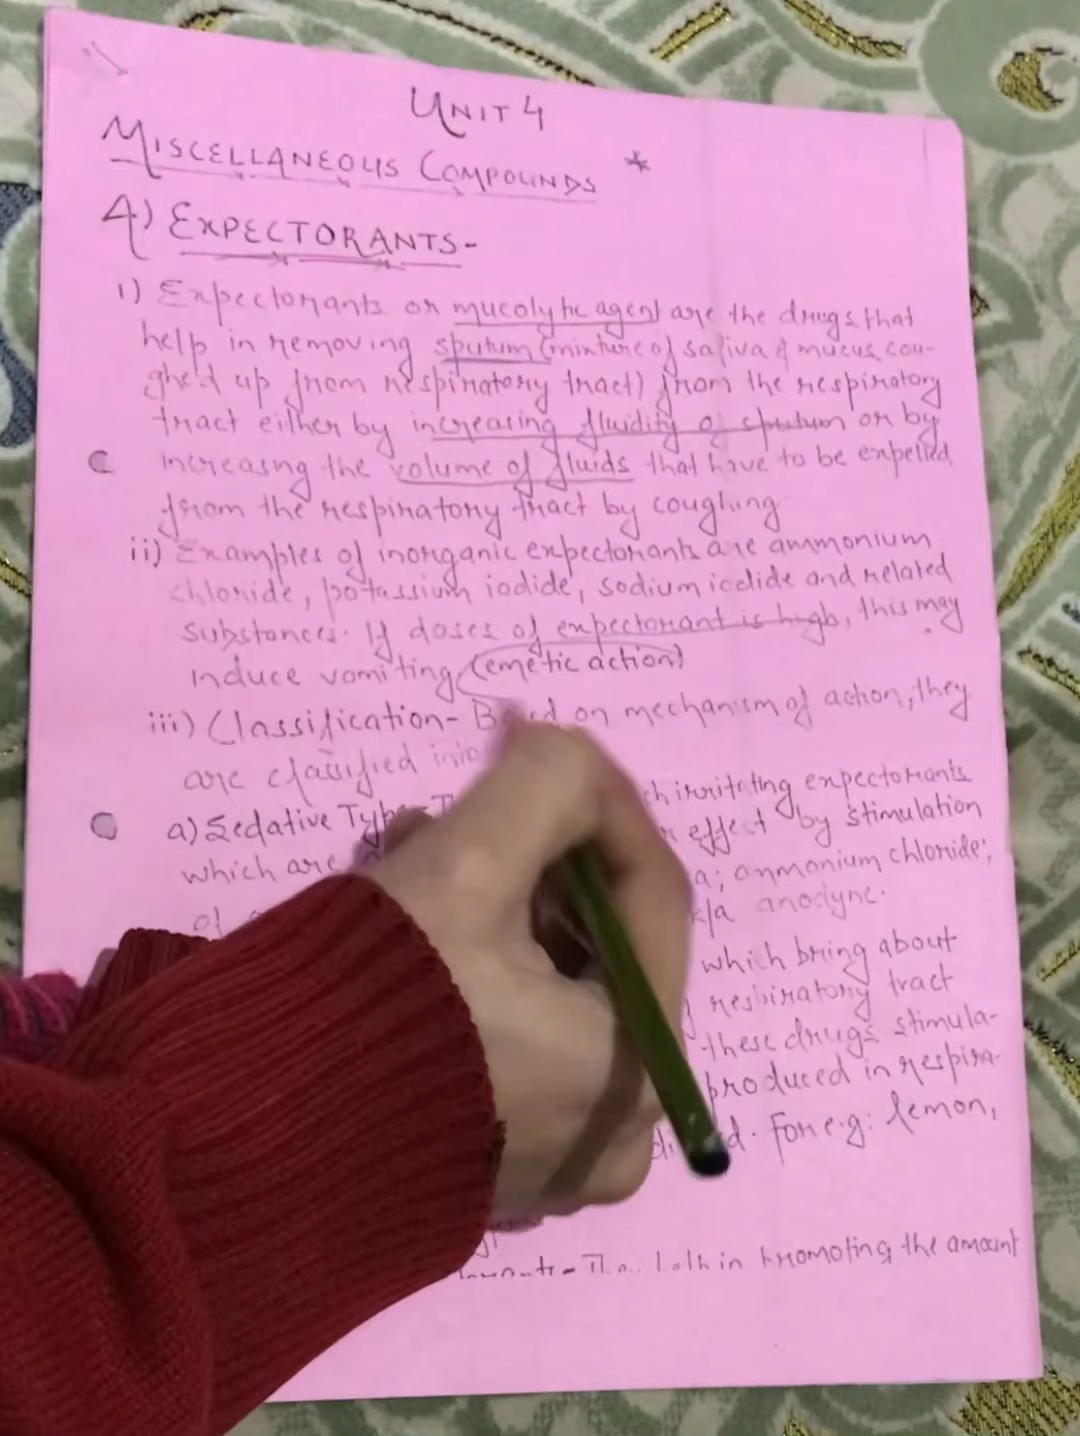 UNIT 4
MISCELLANEOUS COMPOUNDS *
4) EXPECTORANTS-
i) Expectorants or mucolytic agent are the drugs that
help in removing sputum (mixture of saliva & mucus cou-
ghed up from respiratory tract) from the respiratory
tract either by increasing fluidity of sputum or by
increasng the volume of fluids that have to be expelled
from the respiratory tract by coughing
ii) Examples of inorganic expectorants are ammonium
chloride, potassium iodide, sodium iodide and related
substances. If doses of expectorant is high, this may
induce vomiting (emetic action)
iii) Classification- Based on mechanism of action, they
are classified into
a) Sedative Type- irritating expectorants
which are effect by stimulation
of ammonium chloride;
k/a anodyne.
which bring about
respiratory tract
these drugs stimula-
produced in respira-
For e.g: lemon,
help in promoting the amount